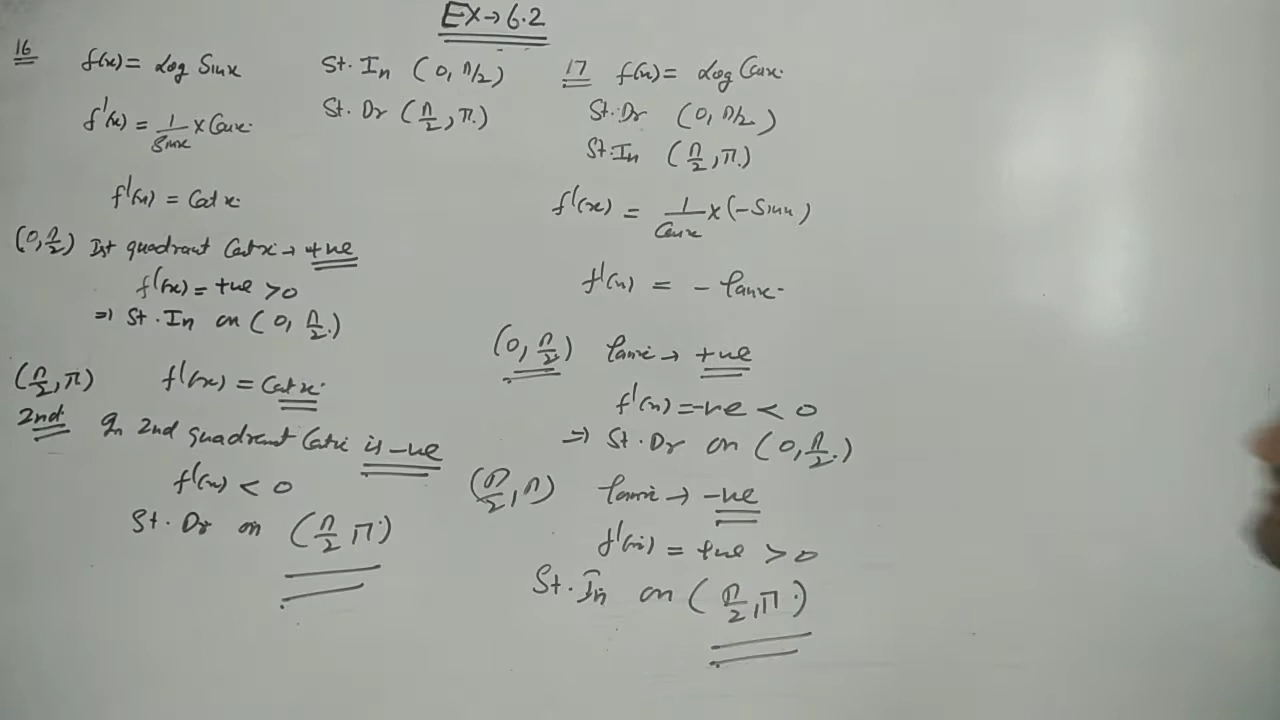 EX→6.2
16 f(x) = Log Sinx St. In (0, π/2)
St. Dr (π/2, π)
f'(x) = 1/Sinx × Cosx
f'(x) = Cot x
(0, π/2) Ist quadrant Cotx → +ve
f'(x) = +ve > 0
⇒ St. In on (0, π/2)
(π/2, π) f'(x) = Cot x
2nd In 2nd quadrant Cotx is -ve
f'(x) < 0
St. Dr on (π/2, π)
17 f(x) = Log Cosx
St. Dr (0, π/2)
St. In (π/2, π)
f'(x) = 1/Cosx × (-Sinx)
f'(x) = - tanx
(0, π/2) tanx → +ve
f'(x) = -ve < 0
⇒ St. Dr on (0, π/2)
(π/2, π) tanx → -ve
f'(x) = +ve > 0
St. In on (π/2, π)